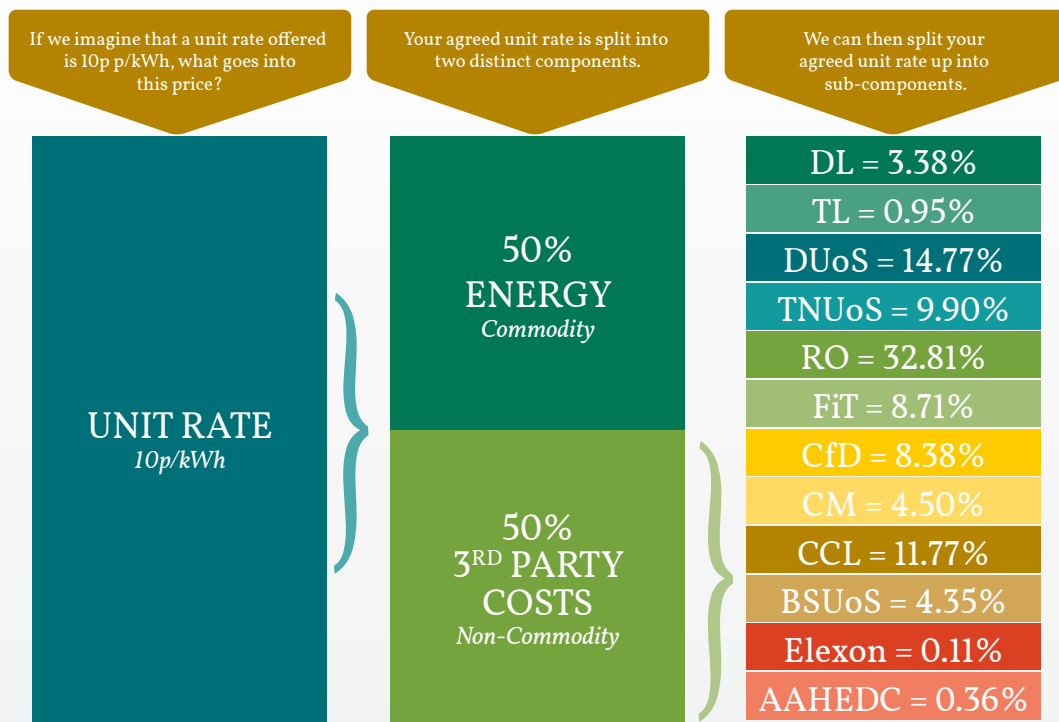 If we imagine that a unit rate offered
is 10p p/kWh, what goes into
this price?
Your agreed unit rate is split into
two distinct components.
We can then split your
agreed unit rate up into
sub-components.
UNIT RATE
10p/kWh
50%
ENERGY
Commodity
50%
3RD PARTY
COSTS
Non-Commodity
DL = 3.38%
TL = 0.95%
DUoS = 14.77%
TNUoS = 9.90%
RO = 32.81%
FiT = 8.71%
CfD = 8.38%
CM = 4.50%
CCL = 11.77%
BSUoS = 4.35%
Elexon = 0.11%
AAHEDC = 0.36%